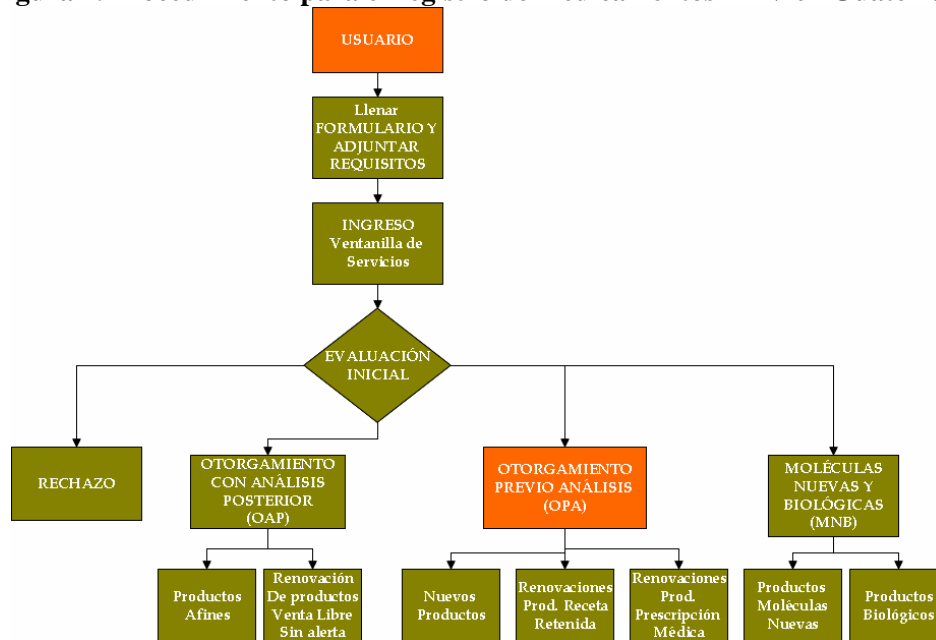 USUARIO
Llenar
FORMULARIO Y
ADJUNTAR
REQUISITOS
INGRESO
Ventanilla de
Servicios
EVALUACIÓN
INICIAL
RECHAZO
OTORGAMIENTO
CON ANÁLISIS
POSTERIOR
(OAP)
OTORGAMIENTO
PREVIO ANÁLISIS
(OPA)
MOLÉCULAS
NUEVAS Y
BIOLÓGICAS
(MNB)
Productos
Afines
Renovación
De productos
Venta Libre
Sin alerta
Nuevos
Productos
Renovaciones
Prod. Receta
Retenida
Renovaciones
Prod.
Prescripción
Médica
Productos
Moléculas
Nuevas
Productos
Biológicos